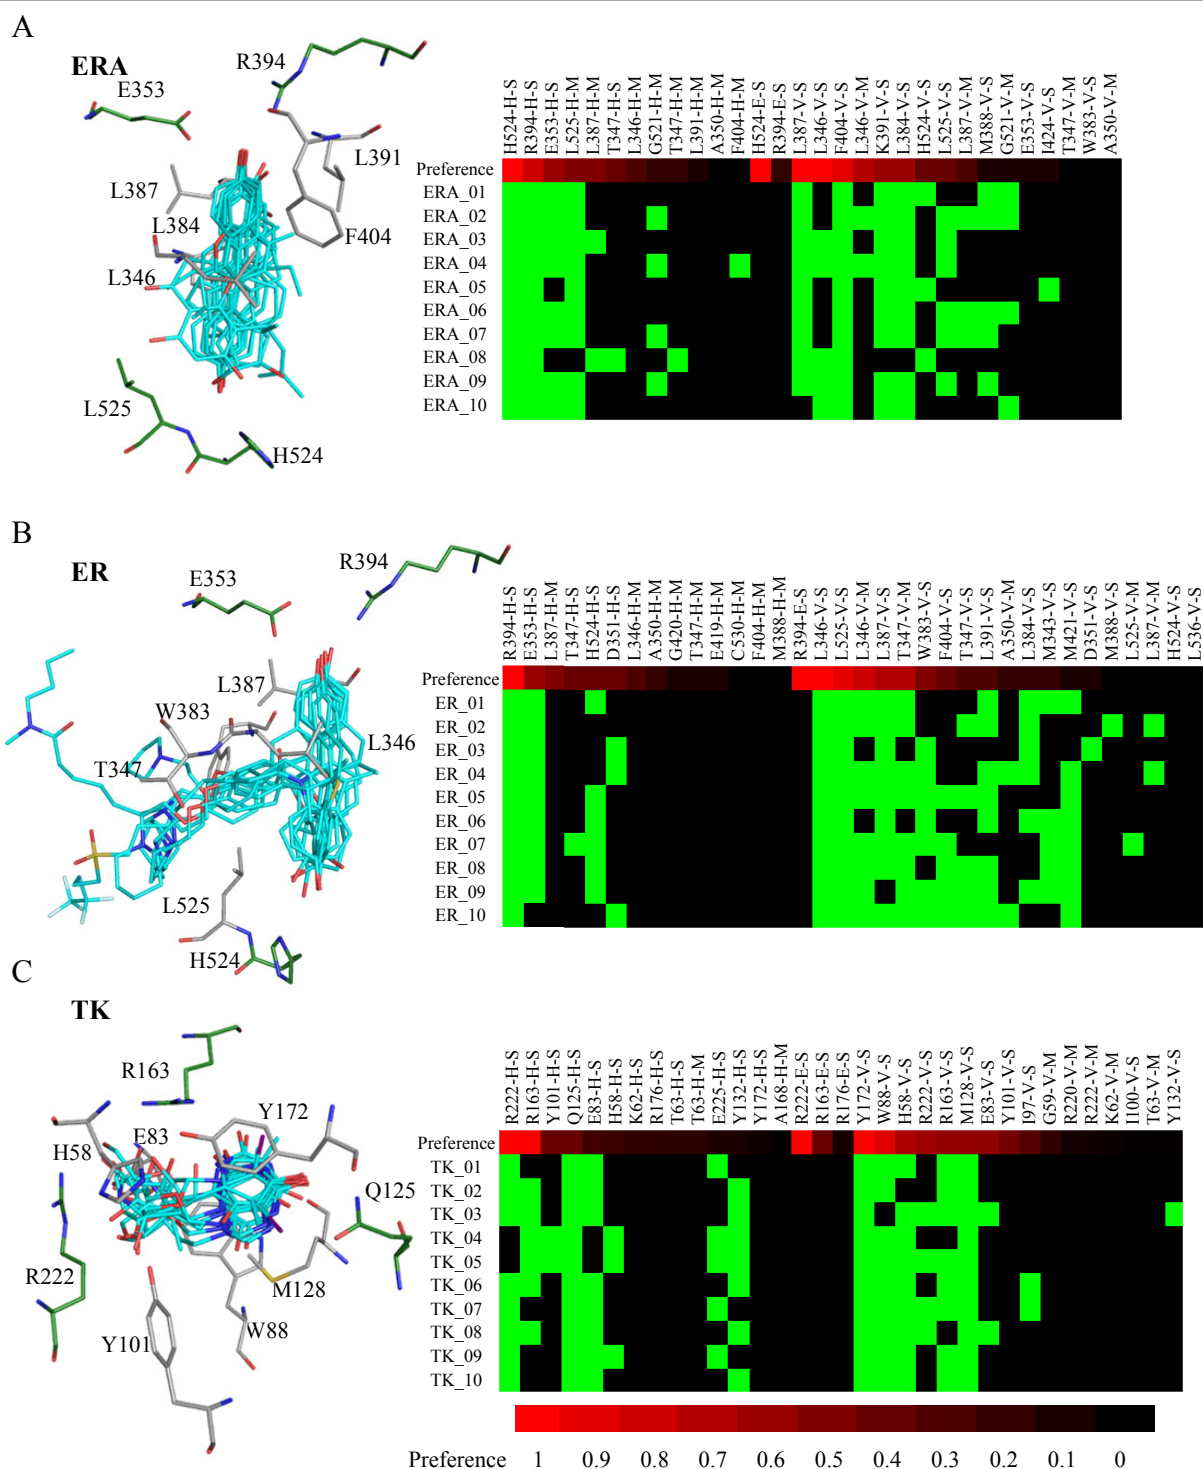 A
ERA
E353
R394
L391
L387
L384
F404
L346
L525
H524
H524-H-S
R394-H-S
E353-H-S
L525-H-M
L387-H-M
T347-H-S
L346-H-M
G521-H-M
T347-H-M
L391-H-M
A350-H-M
F404-H-M
H524-E-S
R394-E-S
L387-V-S
L346-V-S
F404-V-S
L346-V-M
K391-V-S
L384-V-S
H524-V-S
L525-V-S
L387-V-M
M388-V-S
G521-V-M
E353-V-S
I424-V-S
T347-V-M
W383-V-S
A350-V-M
Preference
ERA_01
ERA_02
ERA_03
ERA_04
ERA_05
ERA_06
ERA_07
ERA_08
ERA_09
ERA_10
B
ER
E353
R394
L387
W383
L346
T347
L525
H524
R394-H-S
E353-H-S
L387-H-M
T347-H-S
H524-H-S
D351-H-S
L346-H-M
A350-H-M
G420-H-M
T347-H-M
E419-H-M
C530-H-M
F404-H-M
M388-H-M
R394-E-S
L346-V-S
L525-V-S
L346-V-M
L387-V-S
T347-V-M
W383-V-S
F404-V-S
T347-V-S
L391-V-S
A350-V-M
L384-V-S
M343-V-S
M421-V-S
D351-V-S
M388-V-S
L525-V-M
L387-V-M
H524-V-S
L536-V-S
Preference
ER_01
ER_02
ER_03
ER_04
ER_05
ER_06
ER_07
ER_08
ER_09
ER_10
C
TK
R163
Y172
E83
H58
Q125
R222
M128
Y101
W88
R222-H-S
R163-H-S
Y101-H-S
Q125-H-S
E83-H-S
H58-H-S
K62-H-S
R176-H-S
T63-H-S
T63-H-M
E225-H-S
Y132-H-S
Y172-H-S
A168-H-M
R222-E-S
R163-E-S
R176-E-S
Y172-V-S
W88-V-S
H58-V-S
R222-V-S
R163-V-S
M128-V-S
E83-V-S
Y101-V-S
I97-V-S
G59-V-M
R220-V-M
R222-V-M
K62-V-M
I100-V-S
T63-V-M
Y132-V-S
Preference
TK_01
TK_02
TK_03
TK_04
TK_05
TK_06
TK_07
TK_08
TK_09
TK_10
Preference 1 0.9 0.8 0.7 0.6 0.5 0.4 0.3 0.2 0.1 0